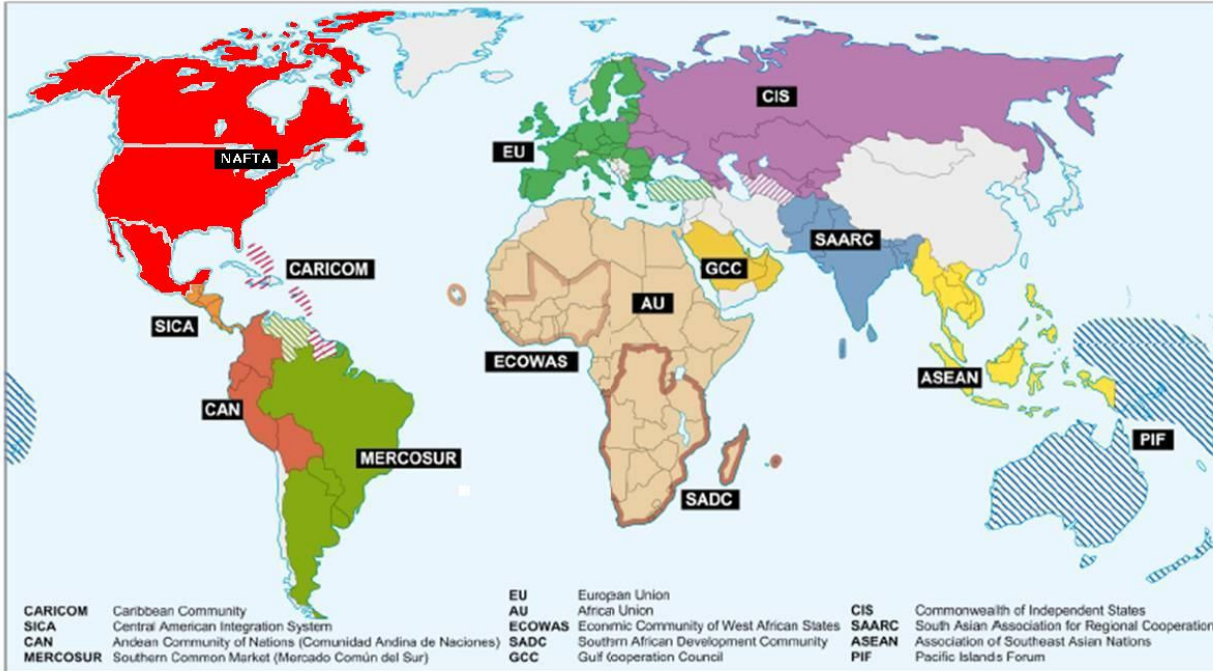 CIS
NAFTA
EU
CARICOM
SAARC
GCC
AU
SICA
ECOWAS
ASEAN
CAN
PIF
MERCOSUR
SADC
CARICOM Caribbean Community
SICA Central American Integration System
CAN Andean Community of Nations (Comunidad Andina de Naciones)
MERCOSUR Southern Common Market (Mercado Común del Sur)
EU European Union
AU African Union
ECOWAS Economic Community of West African States
SADC Southern African Development Community
GCC Gulf Cooperation Council
CIS Commonwealth of Independent States
SAARC South Asian Association for Regional Cooperation
ASEAN Association of Southeast Asian Nations
PIF Pacific Islands Forum